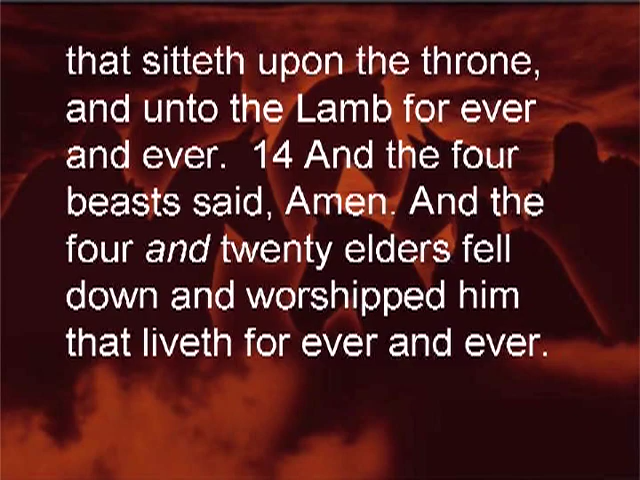 that sitteth upon the throne,
and unto the Lamb for ever
and ever.  14 And the four
beasts said, Amen. And the
four and twenty elders fell
down and worshipped him
that liveth for ever and ever.